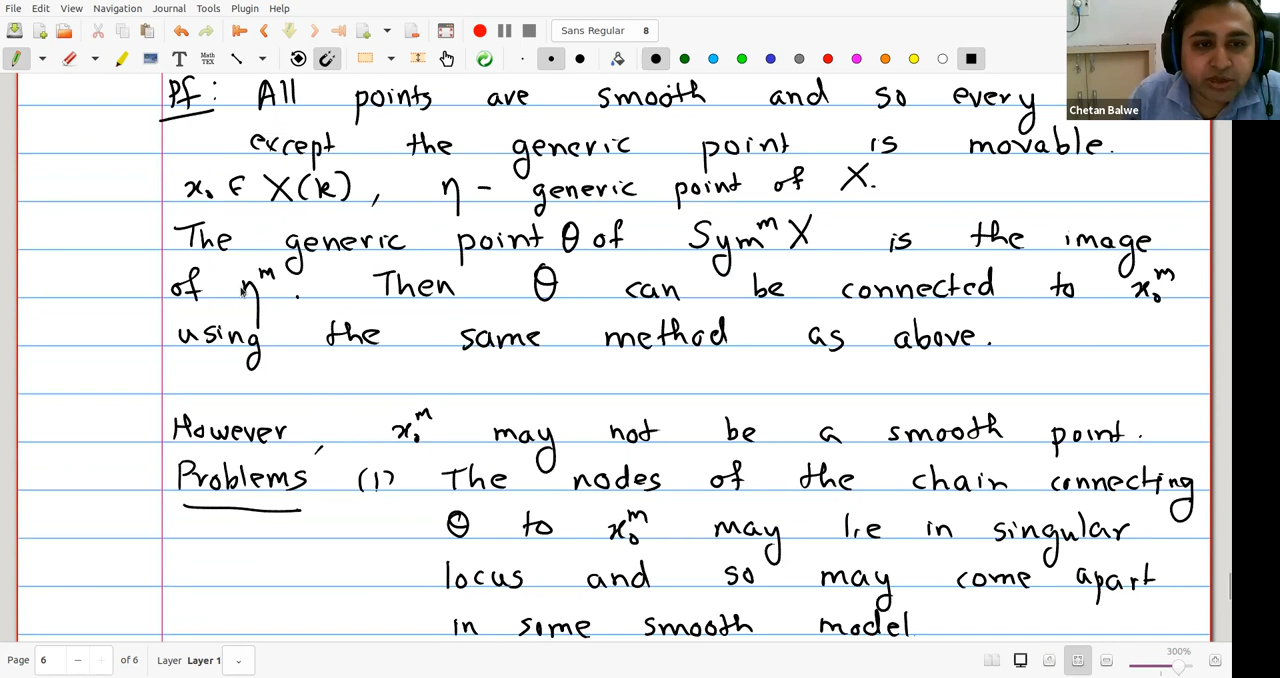 File Edit View Navigation Journal Tools Plugin Help
Sans Regular 8
T MATH TEX
Chetan Balwe
Pf: All points are smooth and so every
except the generic point is movable.
x₀ ∈ X(k), η - generic point of X.
The generic point θ of Symᵐ X is the image
of ηᵐ. Then θ can be connected to x₀ᵐ
using the same method as above.
However, x₀ᵐ may not be a smooth point.
Problems (1) The nodes of the chain connecting
θ to x₀ᵐ may lie in singular
locus and so may come apart
in some smooth model
Page 6 of 6 Layer Layer 1 300%